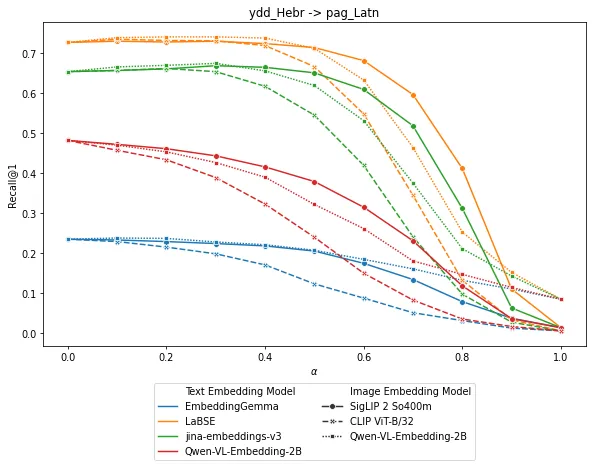 ydd_Hebr -> pag_Latn
Recall@1
0.7
0.6
0.5
0.4
0.3
0.2
0.1
0.0
0.0 0.2 0.4 0.6 0.8 1.0
α
Text Embedding Model Image Embedding Model
EmbeddingGemma SigLIP 2 So400m
LaBSE CLIP ViT-B/32
jina-embeddings-v3 Qwen-VL-Embedding-2B
Qwen-VL-Embedding-2B